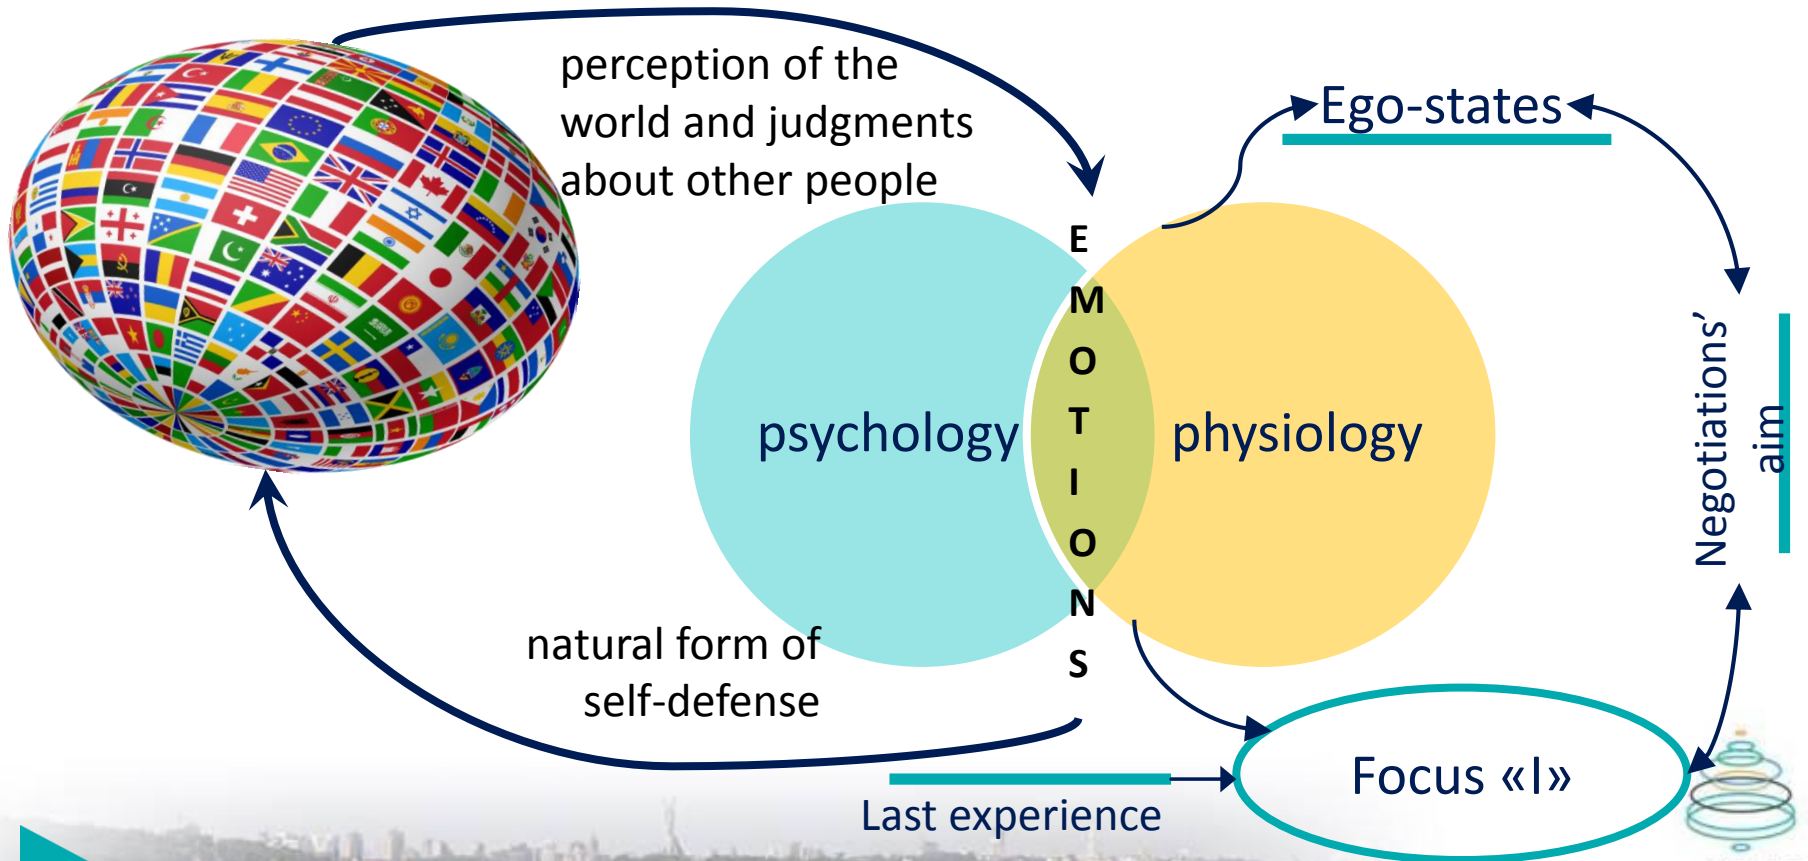 perception of the
world and judgments
about other people
Ego-states
EMOTIONS
psychology
physiology
Negotiations’
aim
natural form of
self-defense
Last experience
Focus «I»